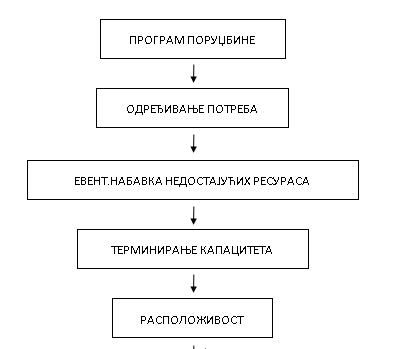 ПРОГРАМ ПОРУЏБИНЕ
ОДРЕЂИВАЊЕ ПОТРЕБА
ЕВЕНТ.НАБАВКА НЕДОСТАЈУЋИХ РЕСУРАСА
ТЕРМИНИРАЊЕ КАПАЦИТЕТА
РАСПОЛОЖИВОСТ